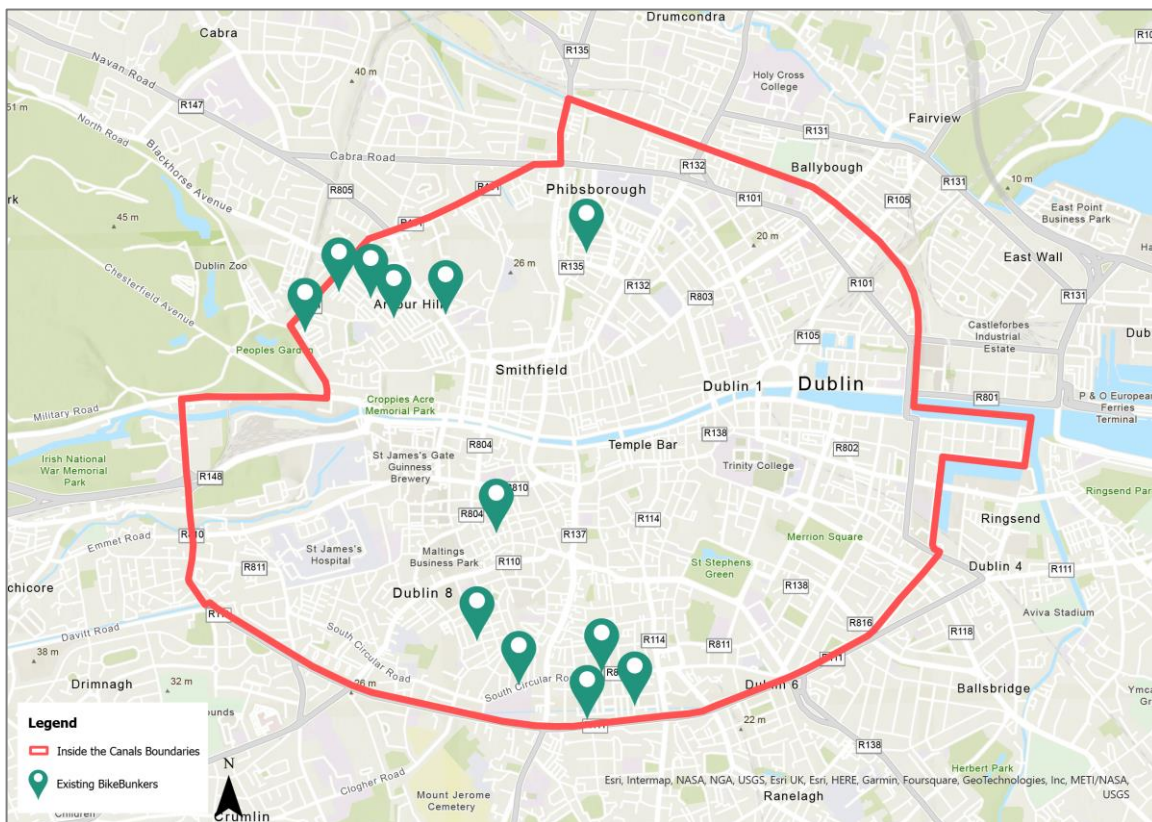 Drumcondra
Cabra
R135
Navan Road
40 m
Holy Cross
College
R147
51 m
North Road
Fairview
Cabra Road
R131
Blackhorse Avenue
R132
Ballybough
R805
Phibsborough
R101
R131
10 m
45 m
R105
East Point
Business Park
20 m
Dublin Zoo
26 m
R135
East Wall
Chesterfield Avenue
R132
R101
R131
R803
Castleforbes
Industrial
Estate
Peoples Garden
R105
Smithfield
Dublin 1
Dublin
R801
Military Road
Croppies Acre
Memorial Park
P & O European
Ferries
Terminal
Temple Bar
R138
R804
R802
Irish National
War Memorial
Park
St James's Gate
Guinness
Brewery
Trinity College
R148
Ringsend Par
R804
R114
Ringsend
Emmet Road
R137
Merrion Square
St James's
Hospital
Maltings
Business Park
R110
St Stephens
Green
R811
Dublin 4
R111
chicore
Dublin 8
R138
Davitt Road
Aviva Stadium
South Circular Road
R816
R118
38 m
R114
R811
South Circular Road
Drimnagh
32 m
26 m
Dublin 6
Ballsbridge
22 m
R138
Legend
Inside the Canals Boundaries
Existing BikeBunkers
N
Clogher Road
Herbert Park
Mount Jerome
Cemetery
Ranelagh
Crumlin
Esri, Intermap, NASA, NGA, USGS, Esri UK, Esri, HERE, Garmin, Foursquare, GeoTechnologies, Inc, METI/NASA,
USGS